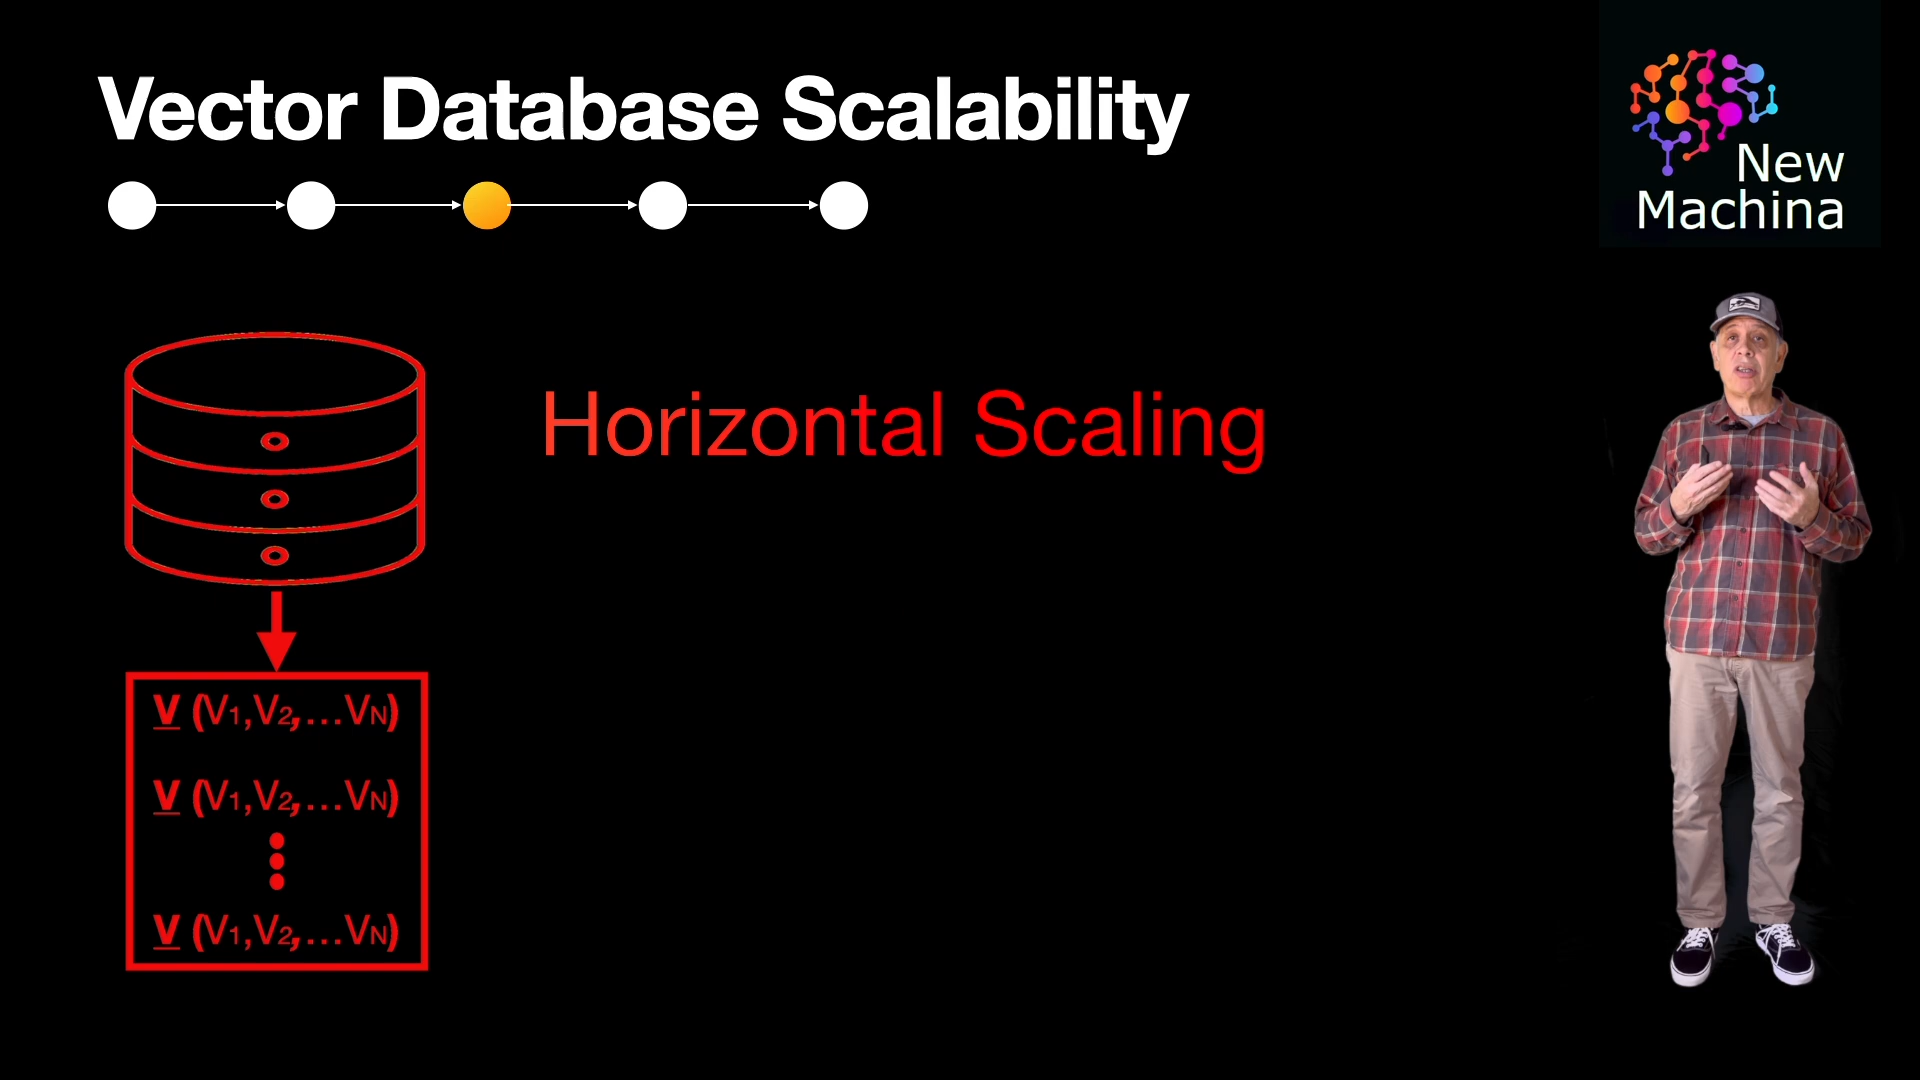 Vector Database Scalability
New
Machina
Horizontal Scaling
V (V1,V2,...VN)
V (V1,V2,...VN)
V (V1,V2,...VN)